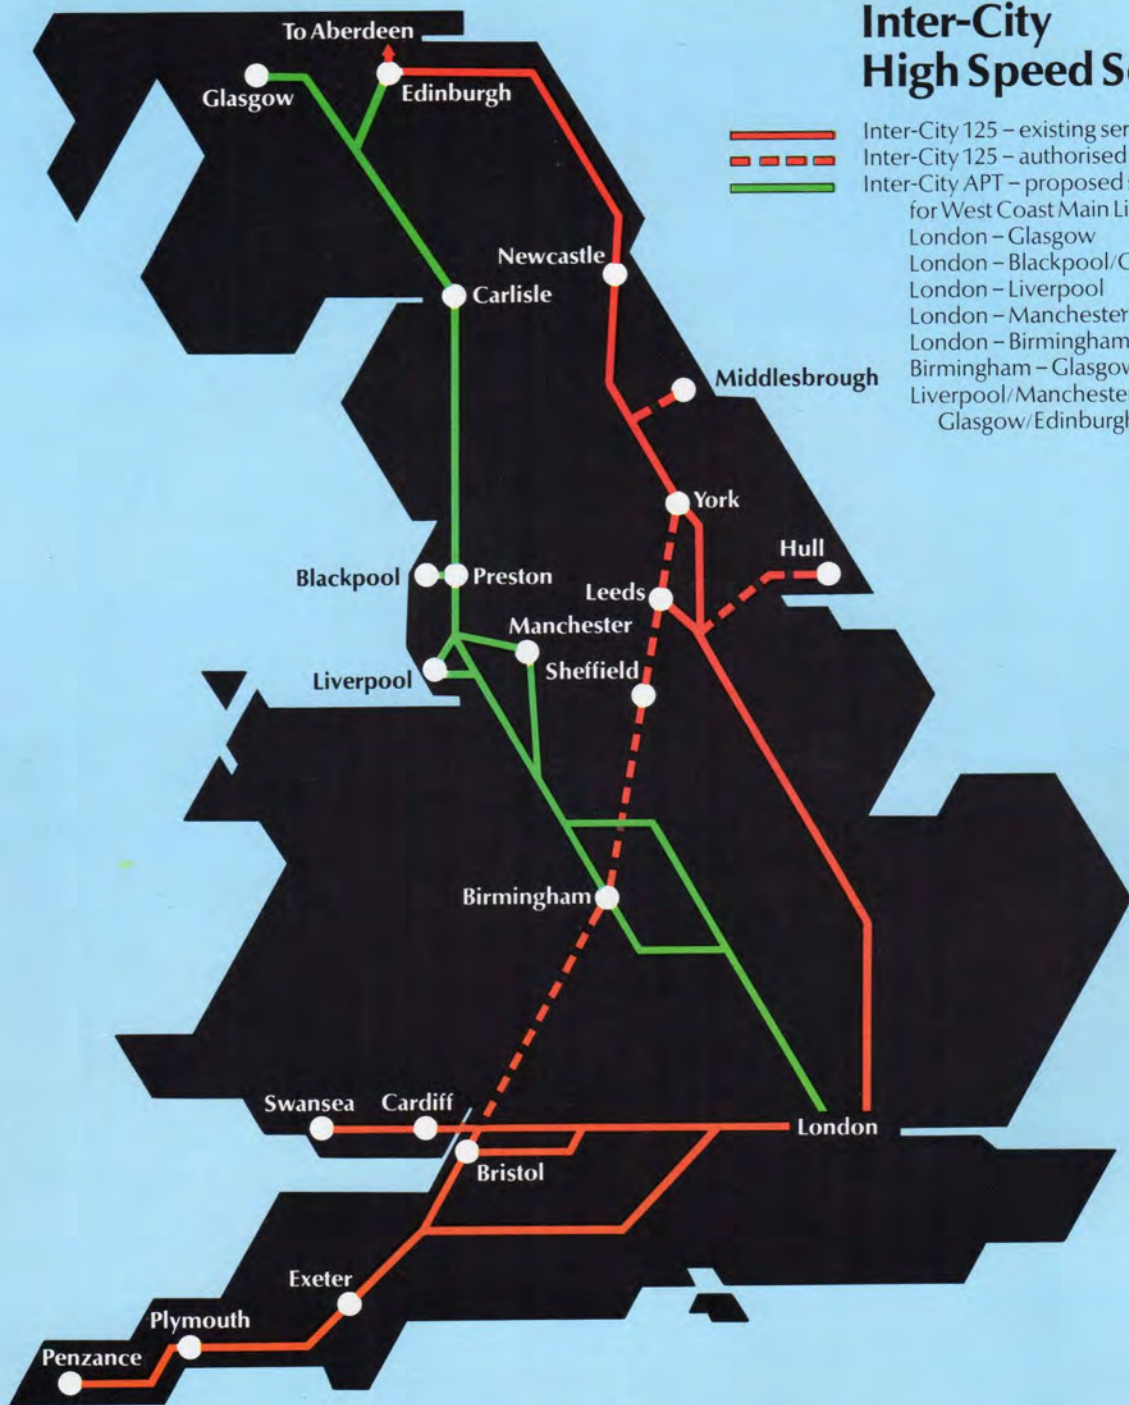 Inter-City
High Speed
Inter-City 125 – existing
Inter-City 125 – authorised
Inter-City APT – proposed
for West Coast Main
London – Glasgow
London – Blackpool/
London – Liverpool
London – Manchester
London – Birmingham
Birmingham – Glasgow
Liverpool/Manchester
Glasgow/Edinburgh
To Aberdeen
Glasgow
Edinburgh
Newcastle
Carlisle
Middlesbrough
York
Hull
Blackpool
Preston
Leeds
Manchester
Sheffield
Liverpool
Birmingham
Swansea
Cardiff
London
Bristol
Exeter
Plymouth
Penzance